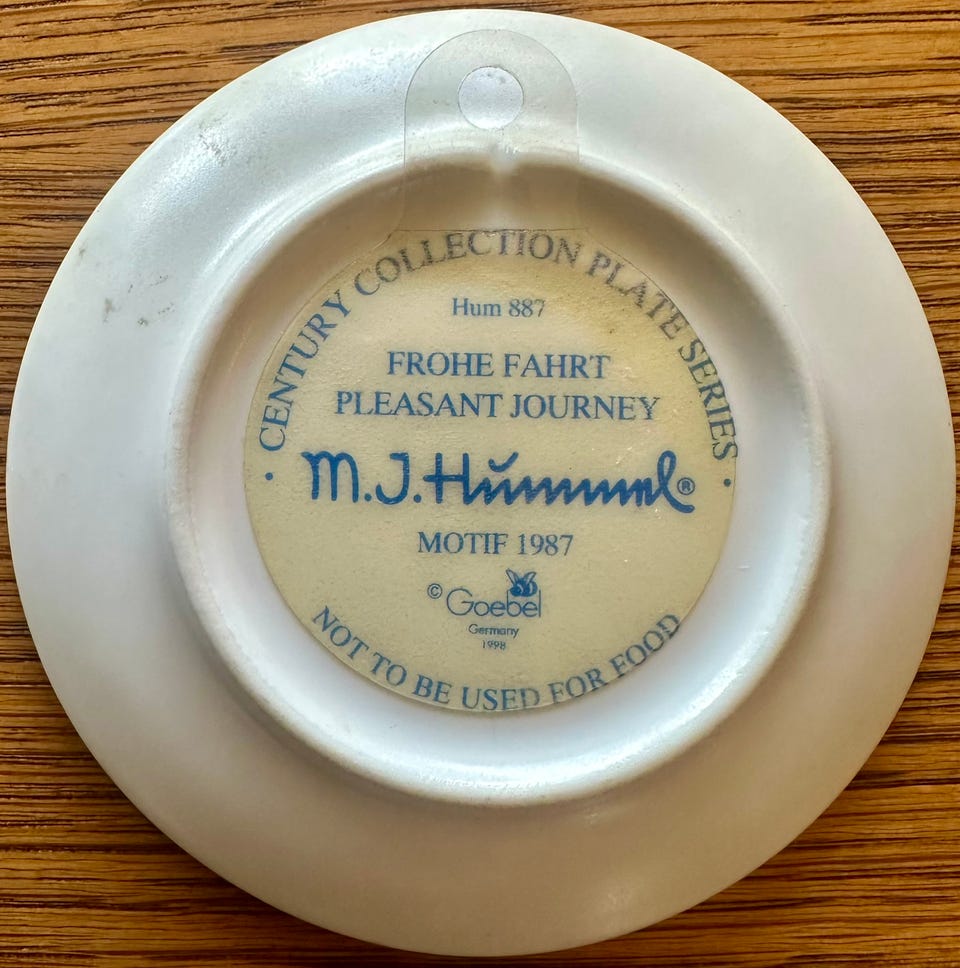 CENTURY COLLECTION PLATE SERIES
Hum 887
FROHE FAHRT
PLEASANT JOURNEY
M.J.Hummel®
MOTIF 1987
© Goebel
Germany
1998
NOT TO BE USED FOR FOOD